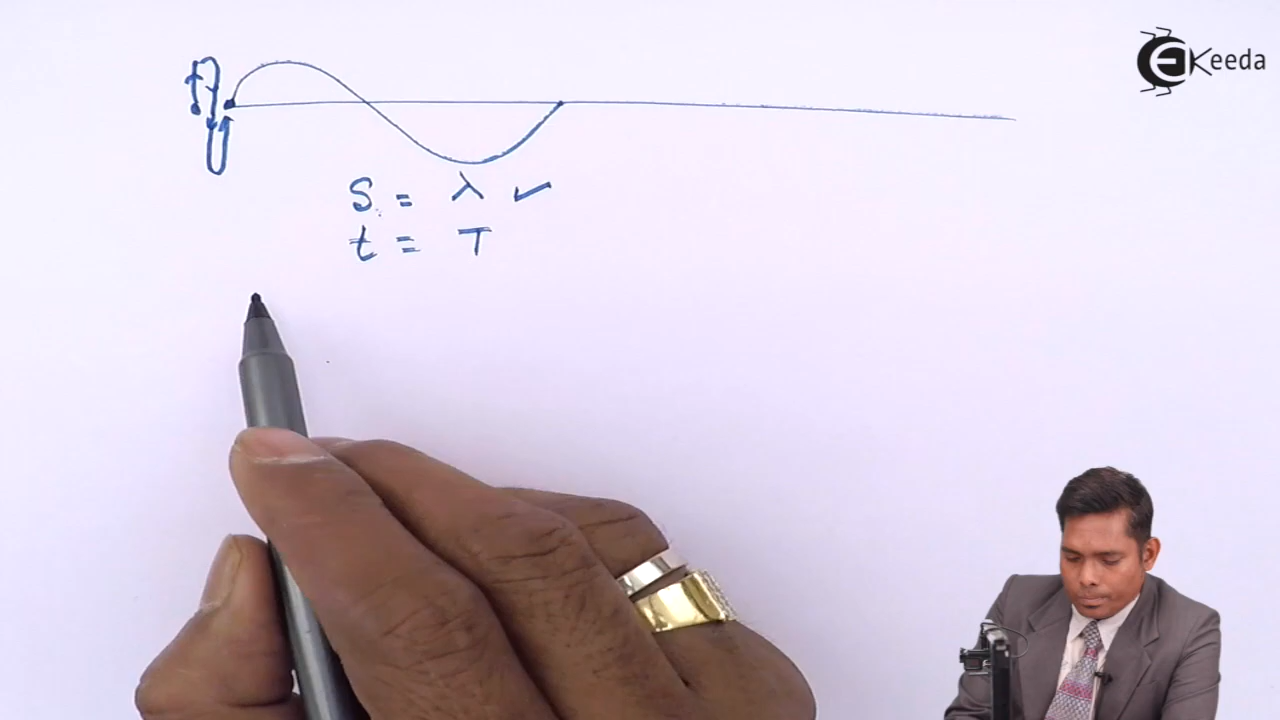 Keeda
S = λ ✓
t = T